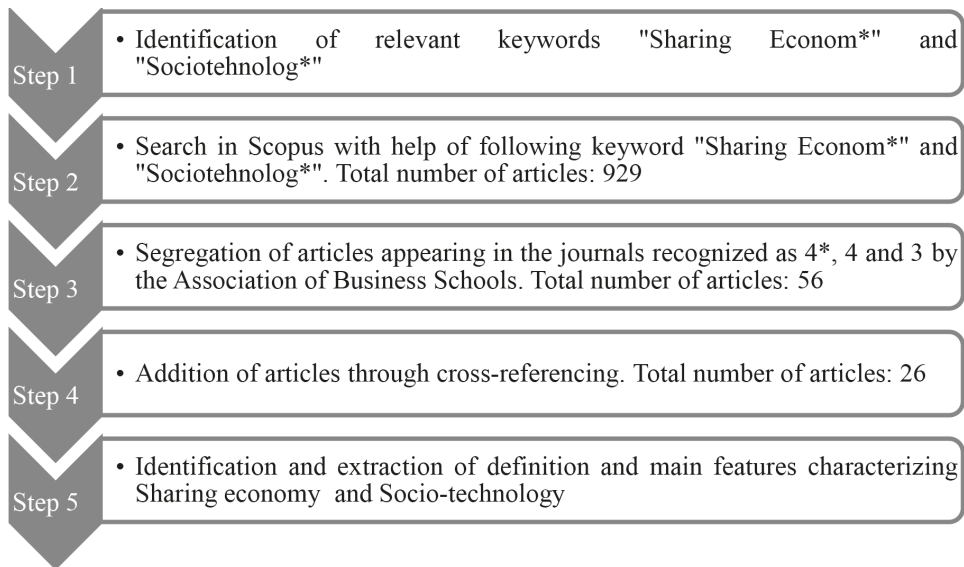 Step 1
• Identification of relevant keywords "Sharing Econom*" and
"Sociotehnolog*"
Step 2
• Search in Scopus with help of following keyword "Sharing Econom*" and
"Sociotehnolog*". Total number of articles: 929
Step 3
• Segregation of articles appearing in the journals recognized as 4*, 4 and 3 by
the Association of Business Schools. Total number of articles: 56
Step 4
• Addition of articles through cross-referencing. Total number of articles: 26
Step 5
• Identification and extraction of definition and main features characterizing
Sharing economy and Socio-technology